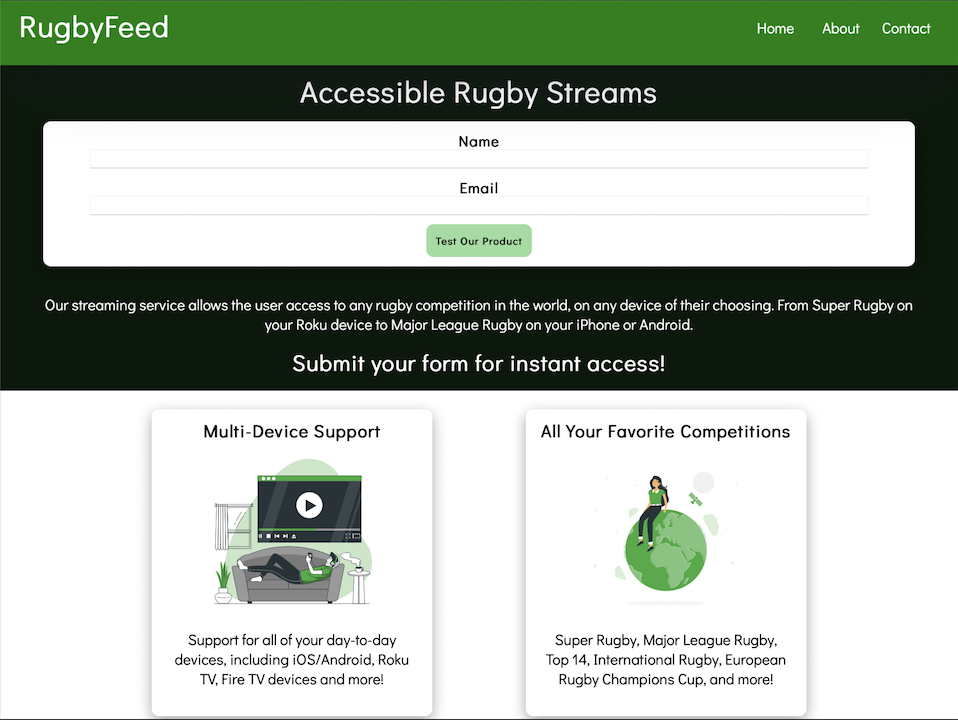 RugbyFeed
Home About Contact
Accessible Rugby Streams
Name
Email
Test Our Product
Our streaming service allows the user access to any rugby competition in the world, on any device of their choosing. From Super Rugby on
your Roku device to Major League Rugby on your iPhone or Android.
Submit your form for instant access!
Multi-Device Support
Support for all of your day-to-day
devices, including iOS/Android, Roku
TV, Fire TV devices and more!
All Your Favorite Competitions
Super Rugby, Major League Rugby,
Top 14, International Rugby, European
Rugby Champions Cup, and more!